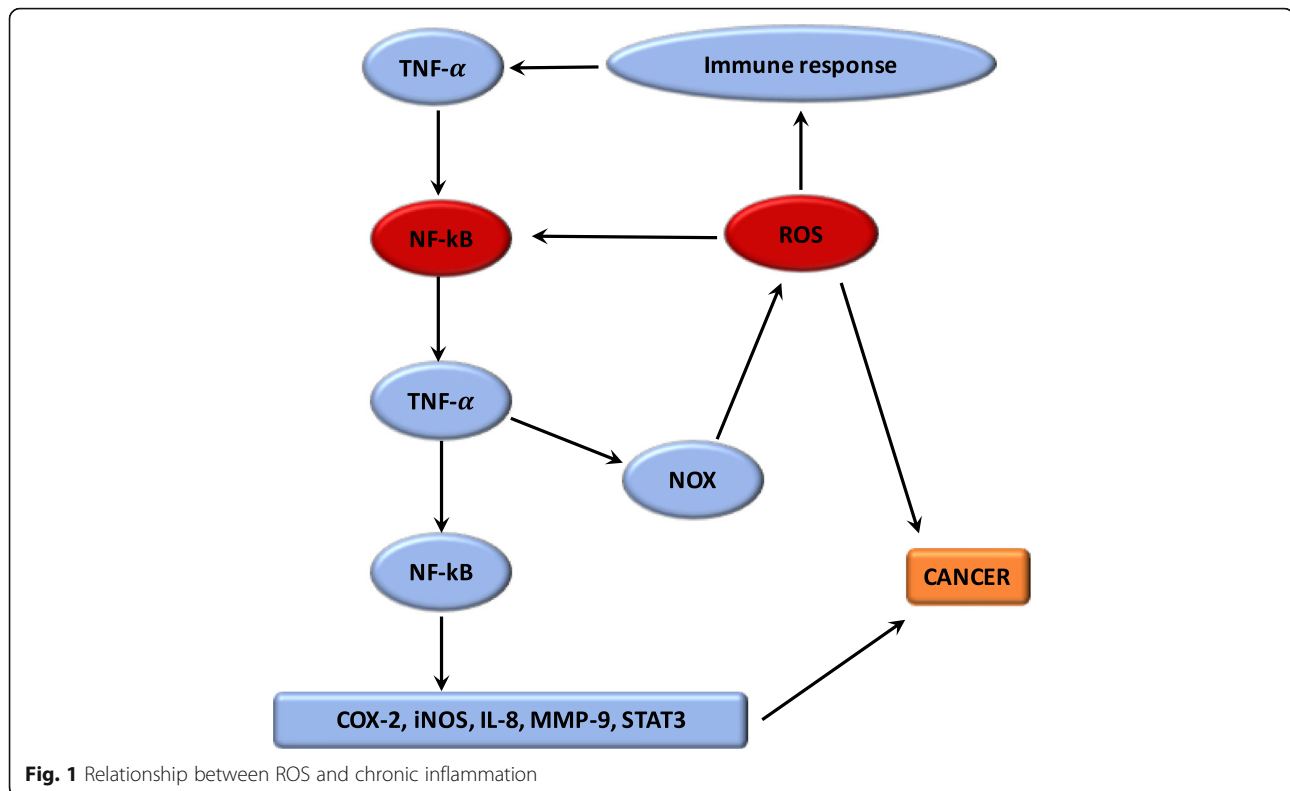 TNF-α
Immune response
NF-kB
ROS
TNF-α
NOX
NF-kB
CANCER
COX-2, iNOS, IL-8, MMP-9, STAT3
Fig. 1 Relationship between ROS and chronic inflammation